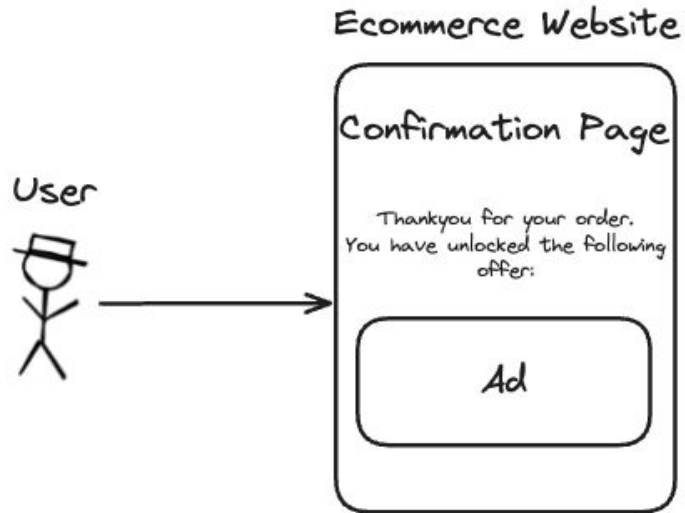 Ecommerce Website
Confirmation Page
User
Thankyou for your order.
You have unlocked the following
offer:
Ad